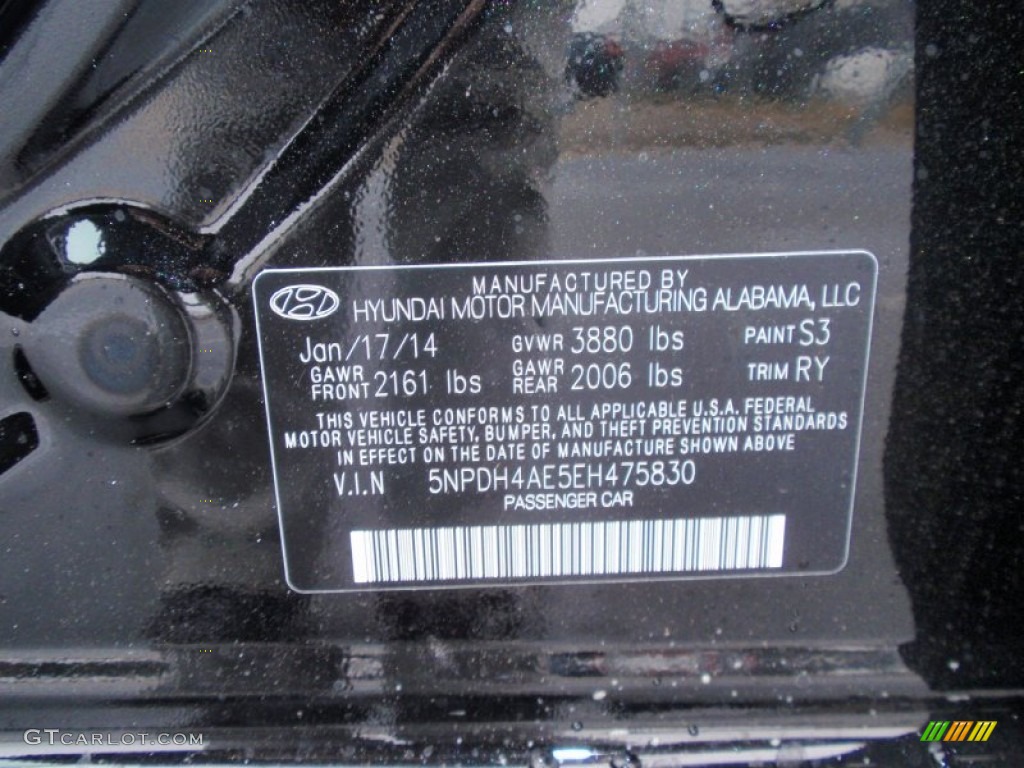 MANUFACTURED BY
HYUNDAI MOTOR MANUFACTURING ALABAMA, LLC
Jan/17/14 GVWR 3880 lbs PAINT S3
GAWR FRONT 2161 lbs GAWR REAR 2006 lbs TRIM RY
THIS VEHICLE CONFORMS TO ALL APPLICABLE U.S.A. FEDERAL
MOTOR VEHICLE SAFETY, BUMPER, AND THEFT PREVENTION STANDARDS
IN EFFECT ON THE DATE OF MANUFACTURE SHOWN ABOVE
V.I.N 5NPDH4AE5EH475830
PASSENGER CAR
GTCARLOT.COM